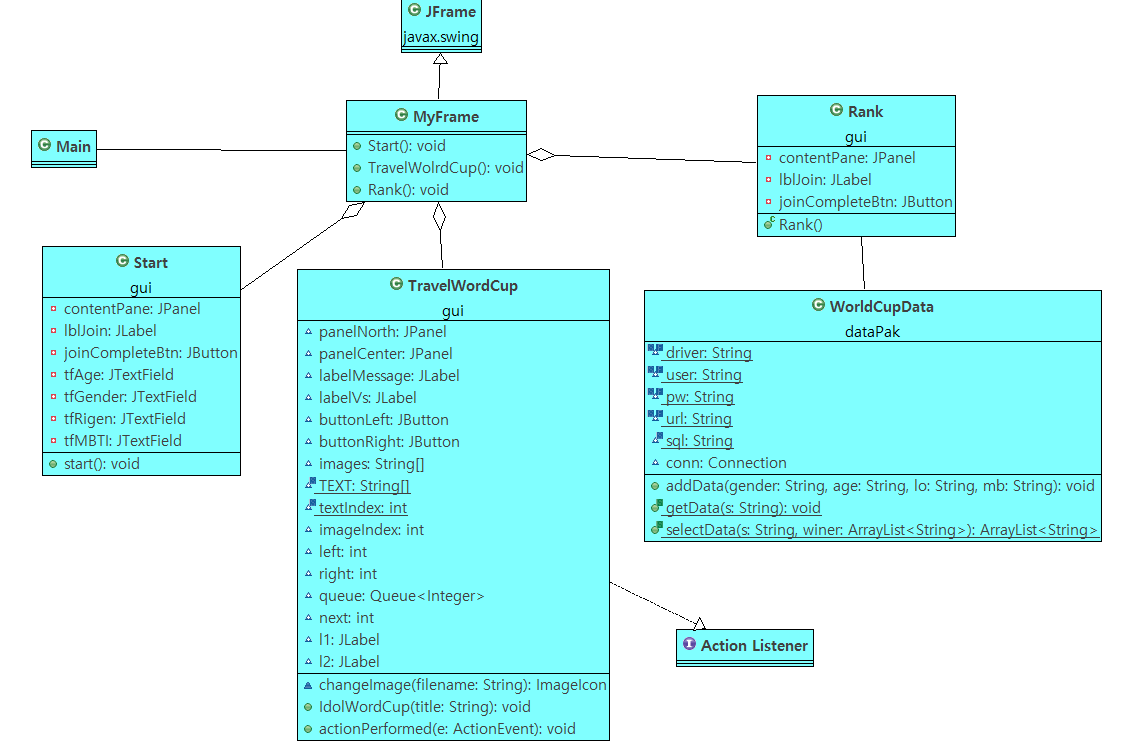 JFrame
javax.swing
MyFrame
Start(): void
TravelWolrdCup(): void
Rank(): void
Main
Rank
gui
contentPane: JPanel
lblJoin: JLabel
joinCompleteBtn: JButton
Rank()
Start
gui
contentPane: JPanel
lblJoin: JLabel
joinCompleteBtn: JButton
tfAge: JTextField
tfGender: JTextField
tfRigen: JTextField
tfMBTI: JTextField
start(): void
TravelWordCup
gui
panelNorth: JPanel
panelCenter: JPanel
labelMessage: JLabel
labelVs: JLabel
buttonLeft: JButton
buttonRight: JButton
images: String[]
TEXT: String[]
textIndex: int
imageIndex: int
left: int
right: int
queue: Queue<Integer>
next: int
l1: JLabel
l2: JLabel
changeImage(filename: String): ImageIcon
IdolWordCup(title: String): void
actionPerformed(e: ActionEvent): void
WorldCupData
dataPak
driver: String
user: String
pw: String
url: String
sql: String
conn: Connection
addData(gender: String, age: String, lo: String, mb: String): void
getData(s: String): void
selectData(s: String, winer: ArrayList<String>): ArrayList<String>
Action Listener